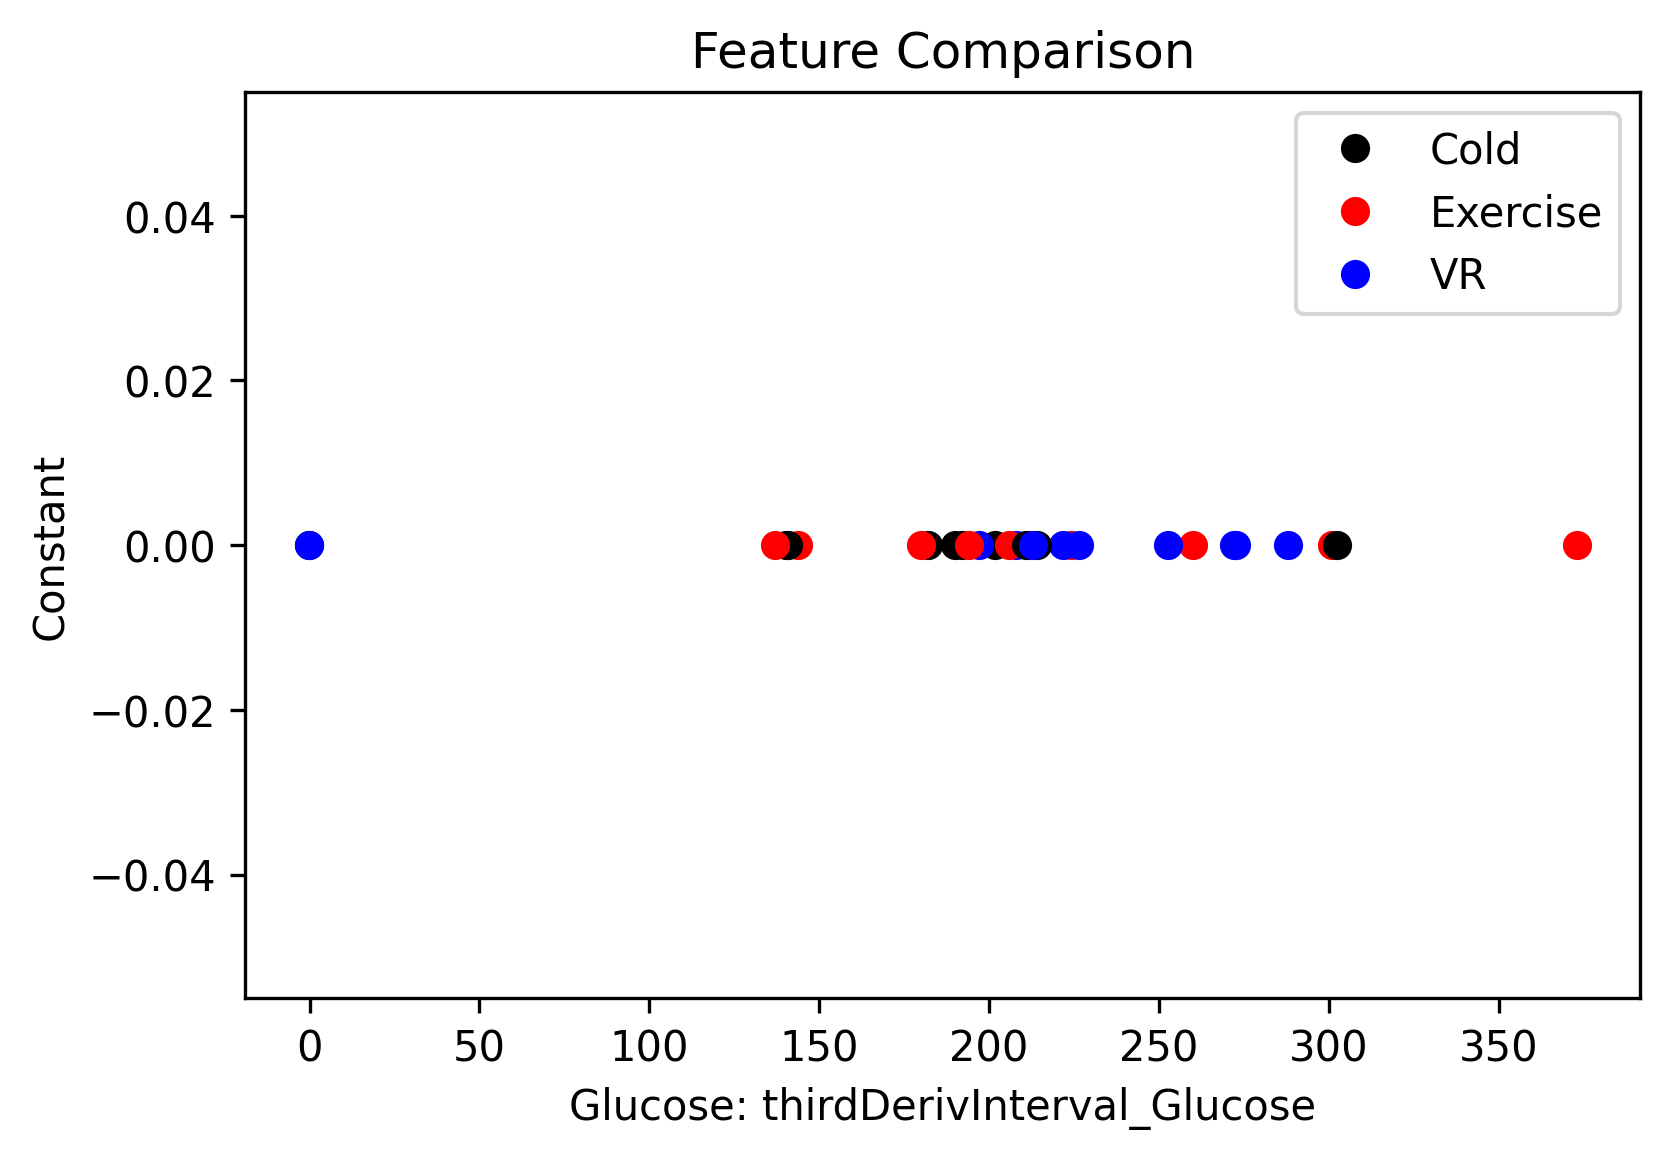 Feature Comparison
Cold
Exercise
VR
0.04
0.02
0.00
−0.02
−0.04
Constant
0 50 100 150 200 250 300 350
Glucose: thirdDerivInterval_Glucose